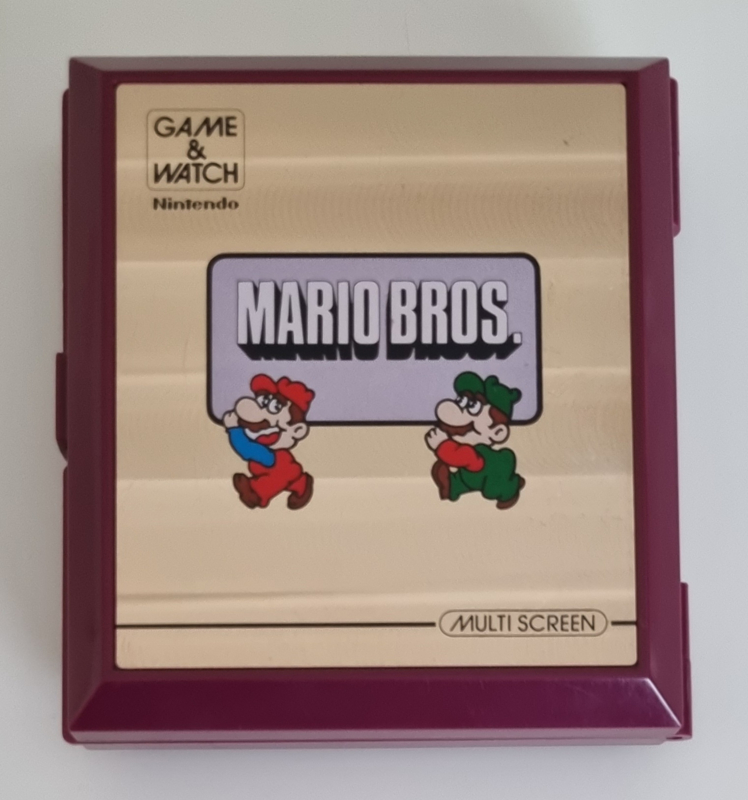 GAME
&
WATCH
Nintendo
MARIO BROS.
MULTI SCREEN